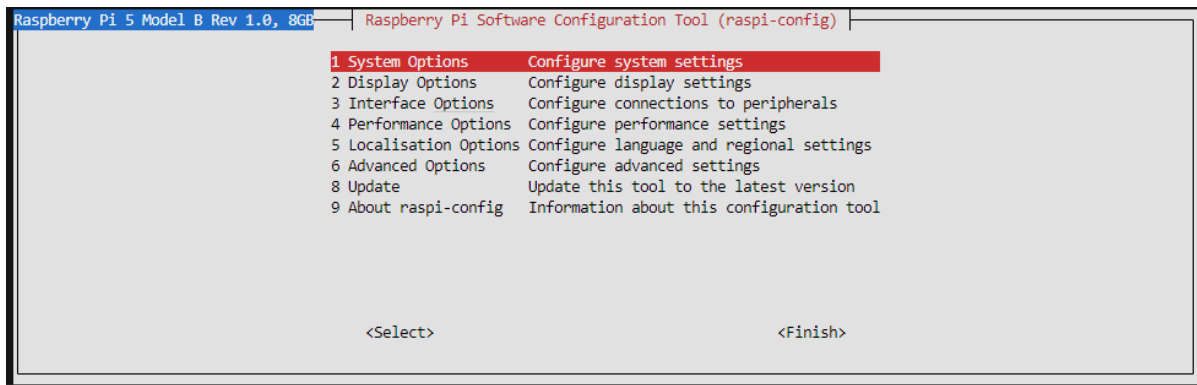 Raspberry Pi 5 Model B Rev 1.0, 8GB
Raspberry Pi Software Configuration Tool (raspi-config)
1 System Options Configure system settings
2 Display Options Configure display settings
3 Interface Options Configure connections to peripherals
4 Performance Options Configure performance settings
5 Localisation Options Configure language and regional settings
6 Advanced Options Configure advanced settings
8 Update Update this tool to the latest version
9 About raspi-config Information about this configuration tool
<Select> <Finish>